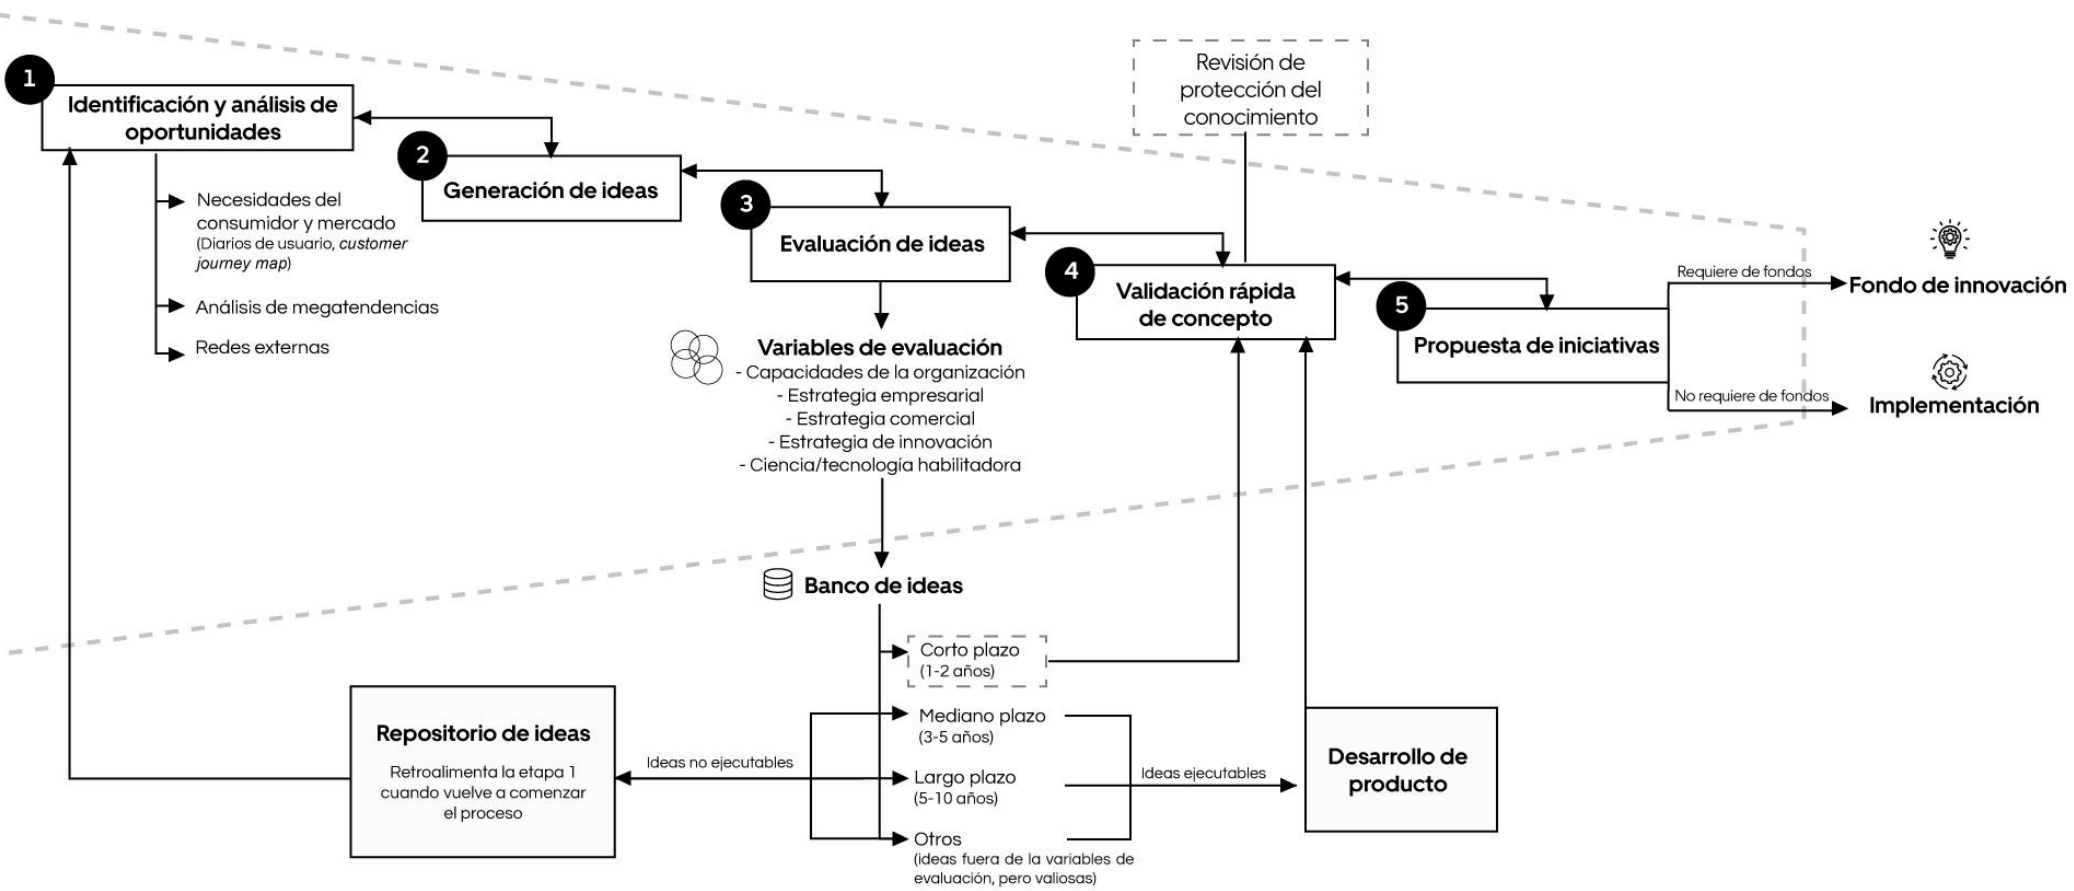 1
Identificación y análisis de
oportunidades
Necesidades del
consumidor y mercado
(Diarios de usuario, customer
journey map)
Análisis de megatendencias
Redes externas
2
Generación de ideas
3
Evaluación de ideas
Variables de evaluación
- Capacidades de la organización
- Estrategia empresarial
- Estrategia comercial
- Estrategia de innovación
- Ciencia/tecnología habilitadora
Revisión de
protección del
conocimiento
4
Validación rápida
de concepto
5
Propuesta de iniciativas
Requiere de fondos
Fondo de innovación
No requiere de fondos
Implementación
Banco de ideas
Corto plazo
(1-2 años)
Mediano plazo
(3-5 años)
Largo plazo
(5-10 años)
Otros
(ideas fuera de la variables de
evaluación, pero valiosas)
Ideas no ejecutables
Repositorio de ideas
Retroalimenta la etapa 1
cuando vuelve a comenzar
el proceso
Ideas ejecutables
Desarrollo de
producto